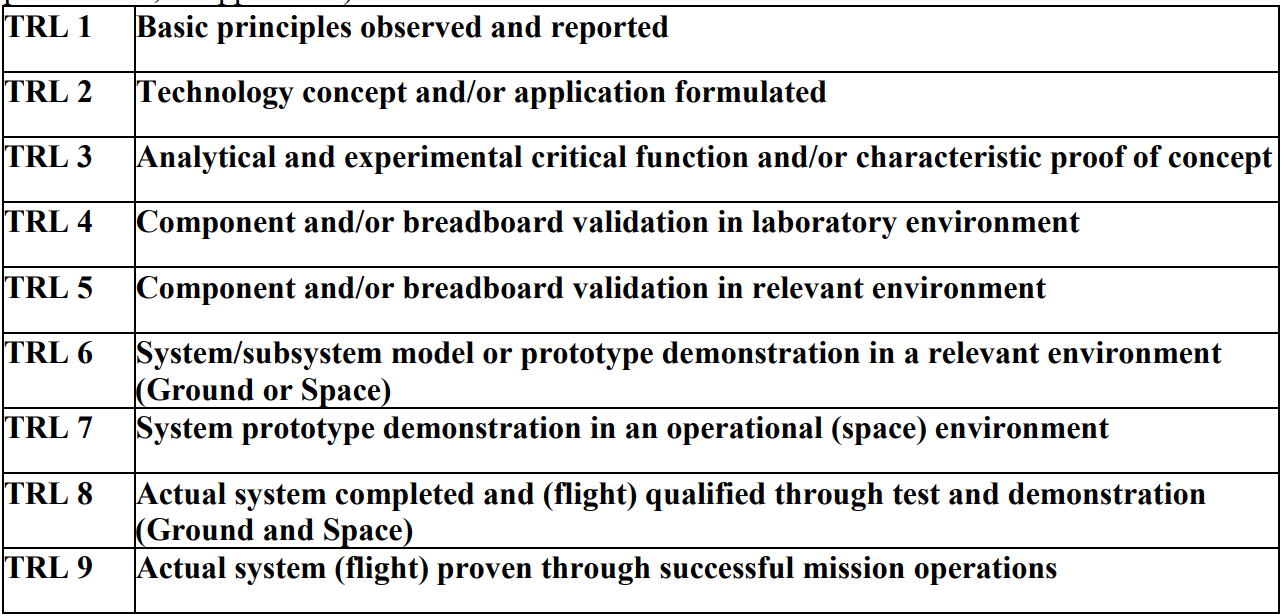 TRL 1 Basic principles observed and reported
TRL 2 Technology concept and/or application formulated
TRL 3 Analytical and experimental critical function and/or characteristic proof of concept
TRL 4 Component and/or breadboard validation in laboratory environment
TRL 5 Component and/or breadboard validation in relevant environment
TRL 6 System/subsystem model or prototype demonstration in a relevant environment
(Ground or Space)
TRL 7 System prototype demonstration in an operational (space) environment
TRL 8 Actual system completed and (flight) qualified through test and demonstration
(Ground and Space)
TRL 9 Actual system (flight) proven through successful mission operations